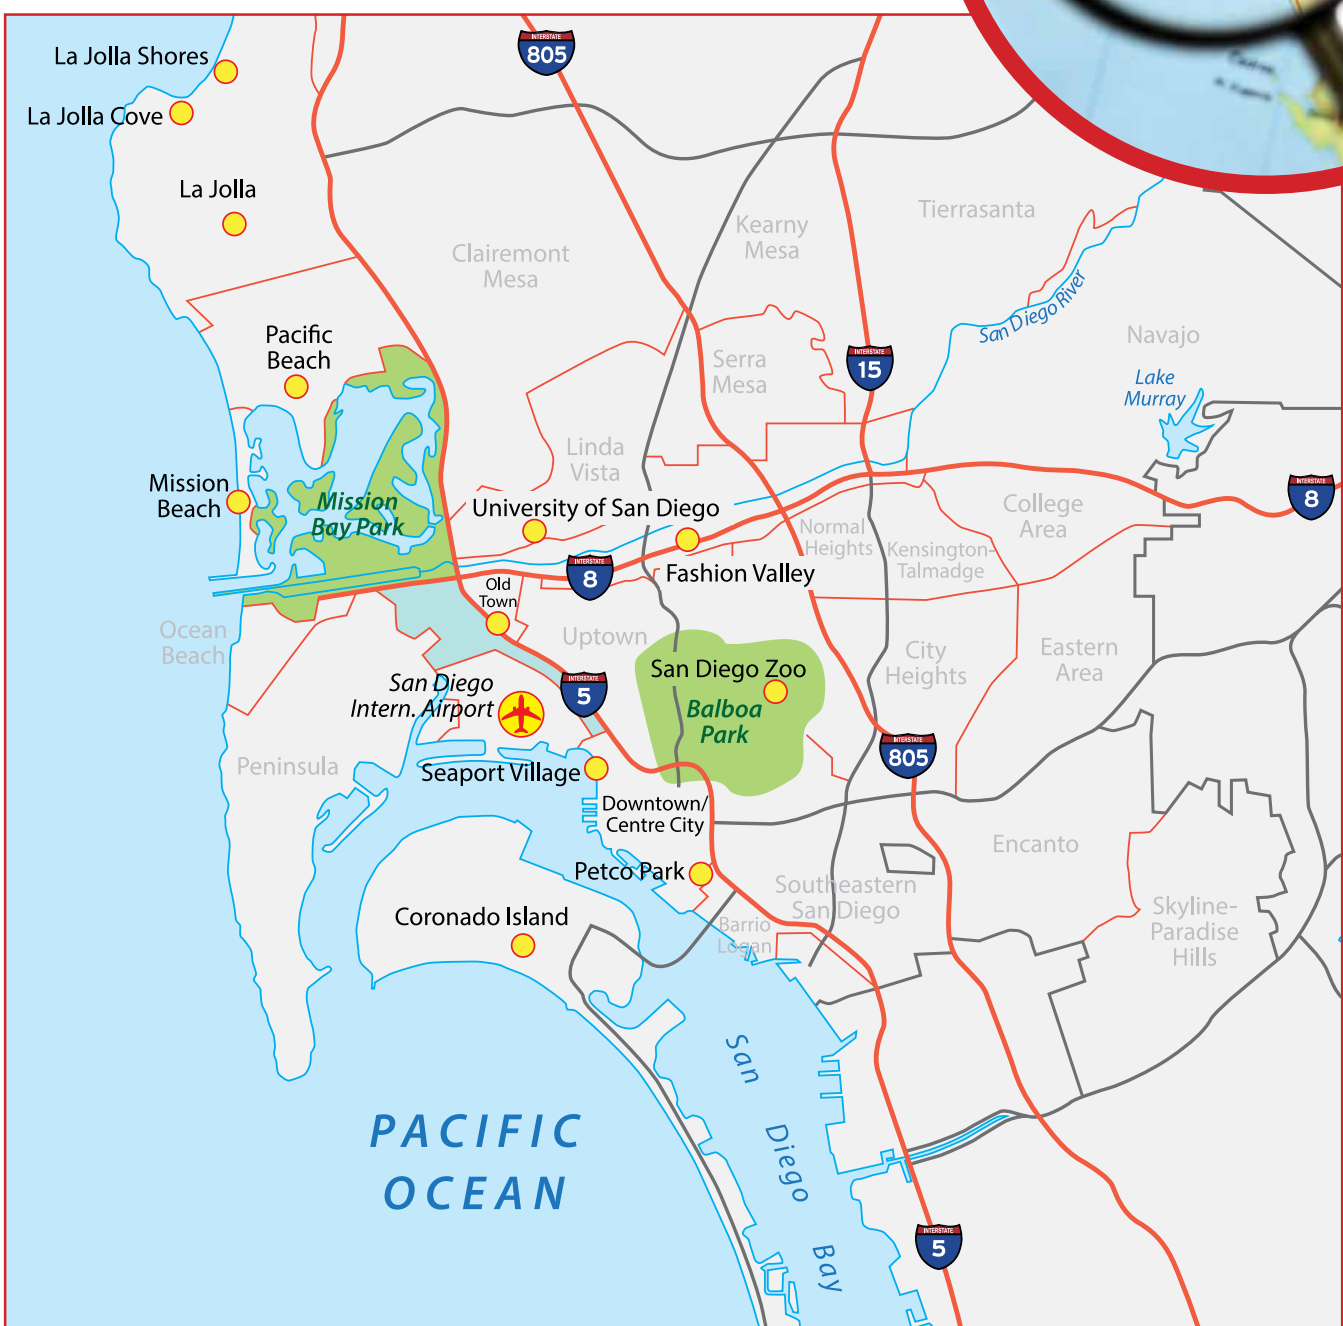 La Jolla Shores
La Jolla Cove
La Jolla
INTERSTATE
805
Clairemont
Mesa
Kearny
Mesa
Tierrasanta
San Diego River
Navajo
Lake
Murray
Pacific
Beach
Serra
Mesa
INTERSTATE
15
Linda
Vista
Mission
Beach
Mission
Bay Park
University of San Diego
Normal
Heights
College
Area
INTERSTATE
8
Kensington-
Talmadge
INTERSTATE
8
Fashion Valley
Old
Town
Ocean
Beach
Uptown
City
Heights
Eastern
Area
San Diego Zoo
Balboa
Park
San Diego
Intern. Airport
INTERSTATE
5
Peninsula
Seaport Village
INTERSTATE
805
Downtown/
Centre City
Encanto
Petco Park
Southeastern
San Diego
Coronado Island
Barrio
Logan
Skyline-
Paradise
Hills
San
Diego
Bay
PACIFIC
OCEAN
INTERSTATE
5